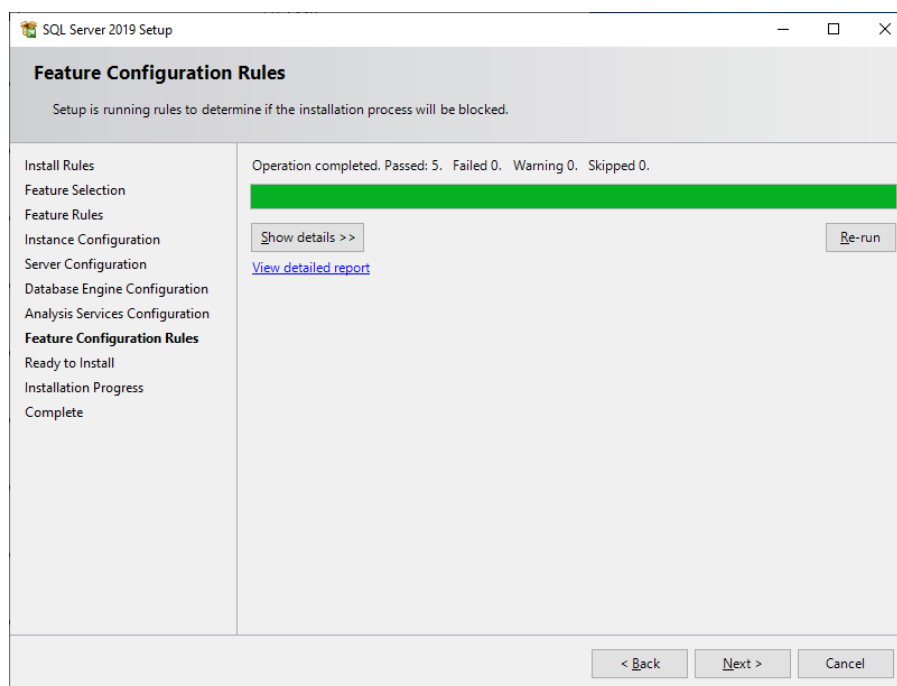 SQL Server 2019 Setup
Feature Configuration Rules
Setup is running rules to determine if the installation process will be blocked.
Install Rules
Feature Selection
Feature Rules
Instance Configuration
Server Configuration
Database Engine Configuration
Analysis Services Configuration
Feature Configuration Rules
Ready to Install
Installation Progress
Complete
Operation completed. Passed: 5. Failed 0. Warning 0. Skipped 0.
Show details >>
Re-run
View detailed report
< Back
Next >
Cancel